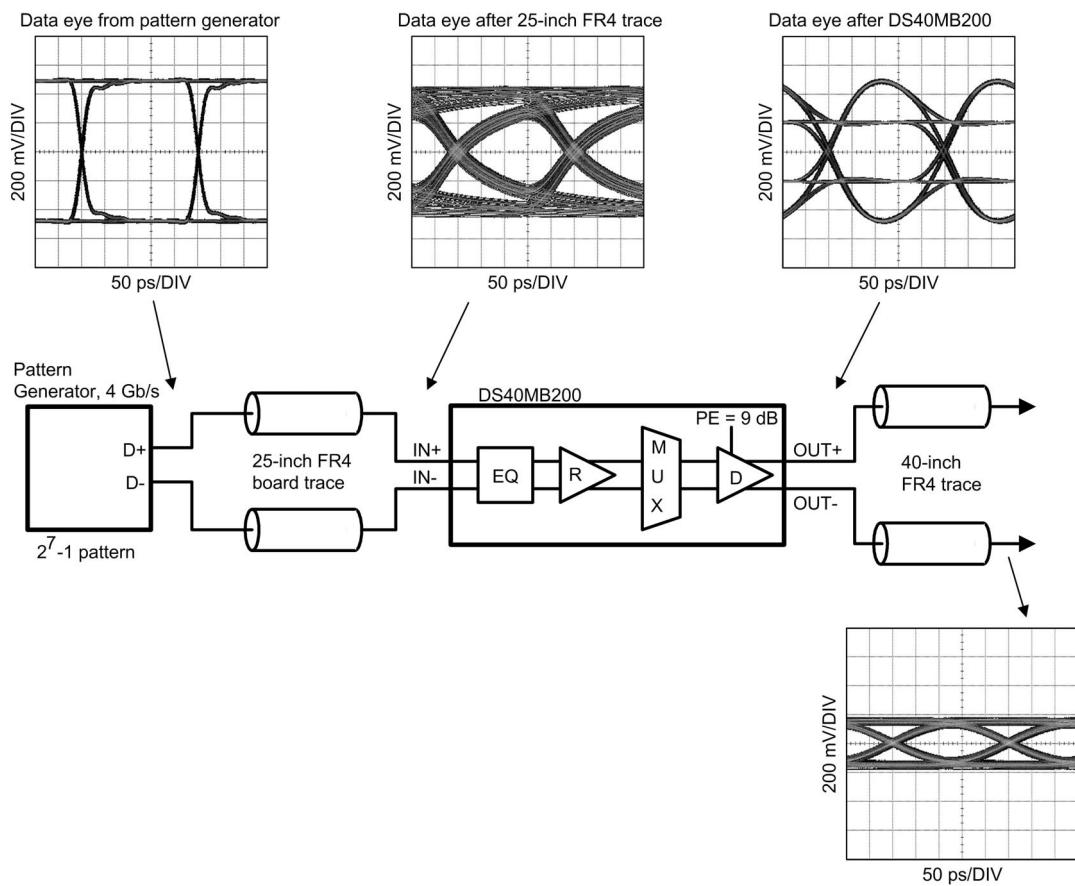 Data eye from pattern generator
Data eye after 25-inch FR4 trace
Data eye after DS40MB200
200 mV/DIV
200 mV/DIV
200 mV/DIV
50 ps/DIV
50 ps/DIV
50 ps/DIV
Pattern
Generator, 4 Gb/s
DS40MB200
PE = 9 dB
D+
D-
25-inch FR4
board trace
IN+
IN-
EQ
R
M
U
X
D
OUT+
OUT-
40-inch
FR4 trace
2⁷-1 pattern
200 mV/DIV
50 ps/DIV